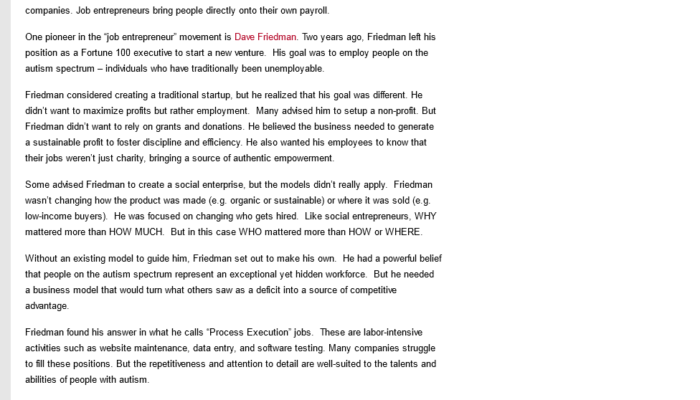 companies. Job entrepreneurs bring people directly onto their own payroll.
One pioneer in the “job entrepreneur” movement is Dave Friedman. Two years ago, Friedman left his
position as a Fortune 100 executive to start a new venture.  His goal was to employ people on the
autism spectrum – individuals who have traditionally been unemployable.
Friedman considered creating a traditional startup, but he realized that his goal was different. He
didn’t want to maximize profits but rather employment.  Many advised him to setup a non-profit. But
Friedman didn’t want to rely on grants and donations. He believed the business needed to generate
a sustainable profit to foster discipline and efficiency. He also wanted his employees to know that
their jobs weren’t just charity, bringing a source of authentic empowerment.
Some advised Friedman to create a social enterprise, but the models didn’t really apply.  Friedman
wasn’t changing how the product was made (e.g. organic or sustainable) or where it was sold (e.g.
low-income buyers).  He was focused on changing who gets hired.  Like social entrepreneurs, WHY
mattered more than HOW MUCH.  But in this case WHO mattered more than HOW or WHERE.
Without an existing model to guide him, Friedman set out to make his own.  He had a powerful belief
that people on the autism spectrum represent an exceptional yet hidden workforce.  But he needed
a business model that would turn what others saw as a deficit into a source of competitive
advantage.
Friedman found his answer in what he calls “Process Execution” jobs.  These are labor-intensive
activities such as website maintenance, data entry, and software testing. Many companies struggle
to fill these positions. But the repetitiveness and attention to detail are well-suited to the talents and
abilities of people with autism.